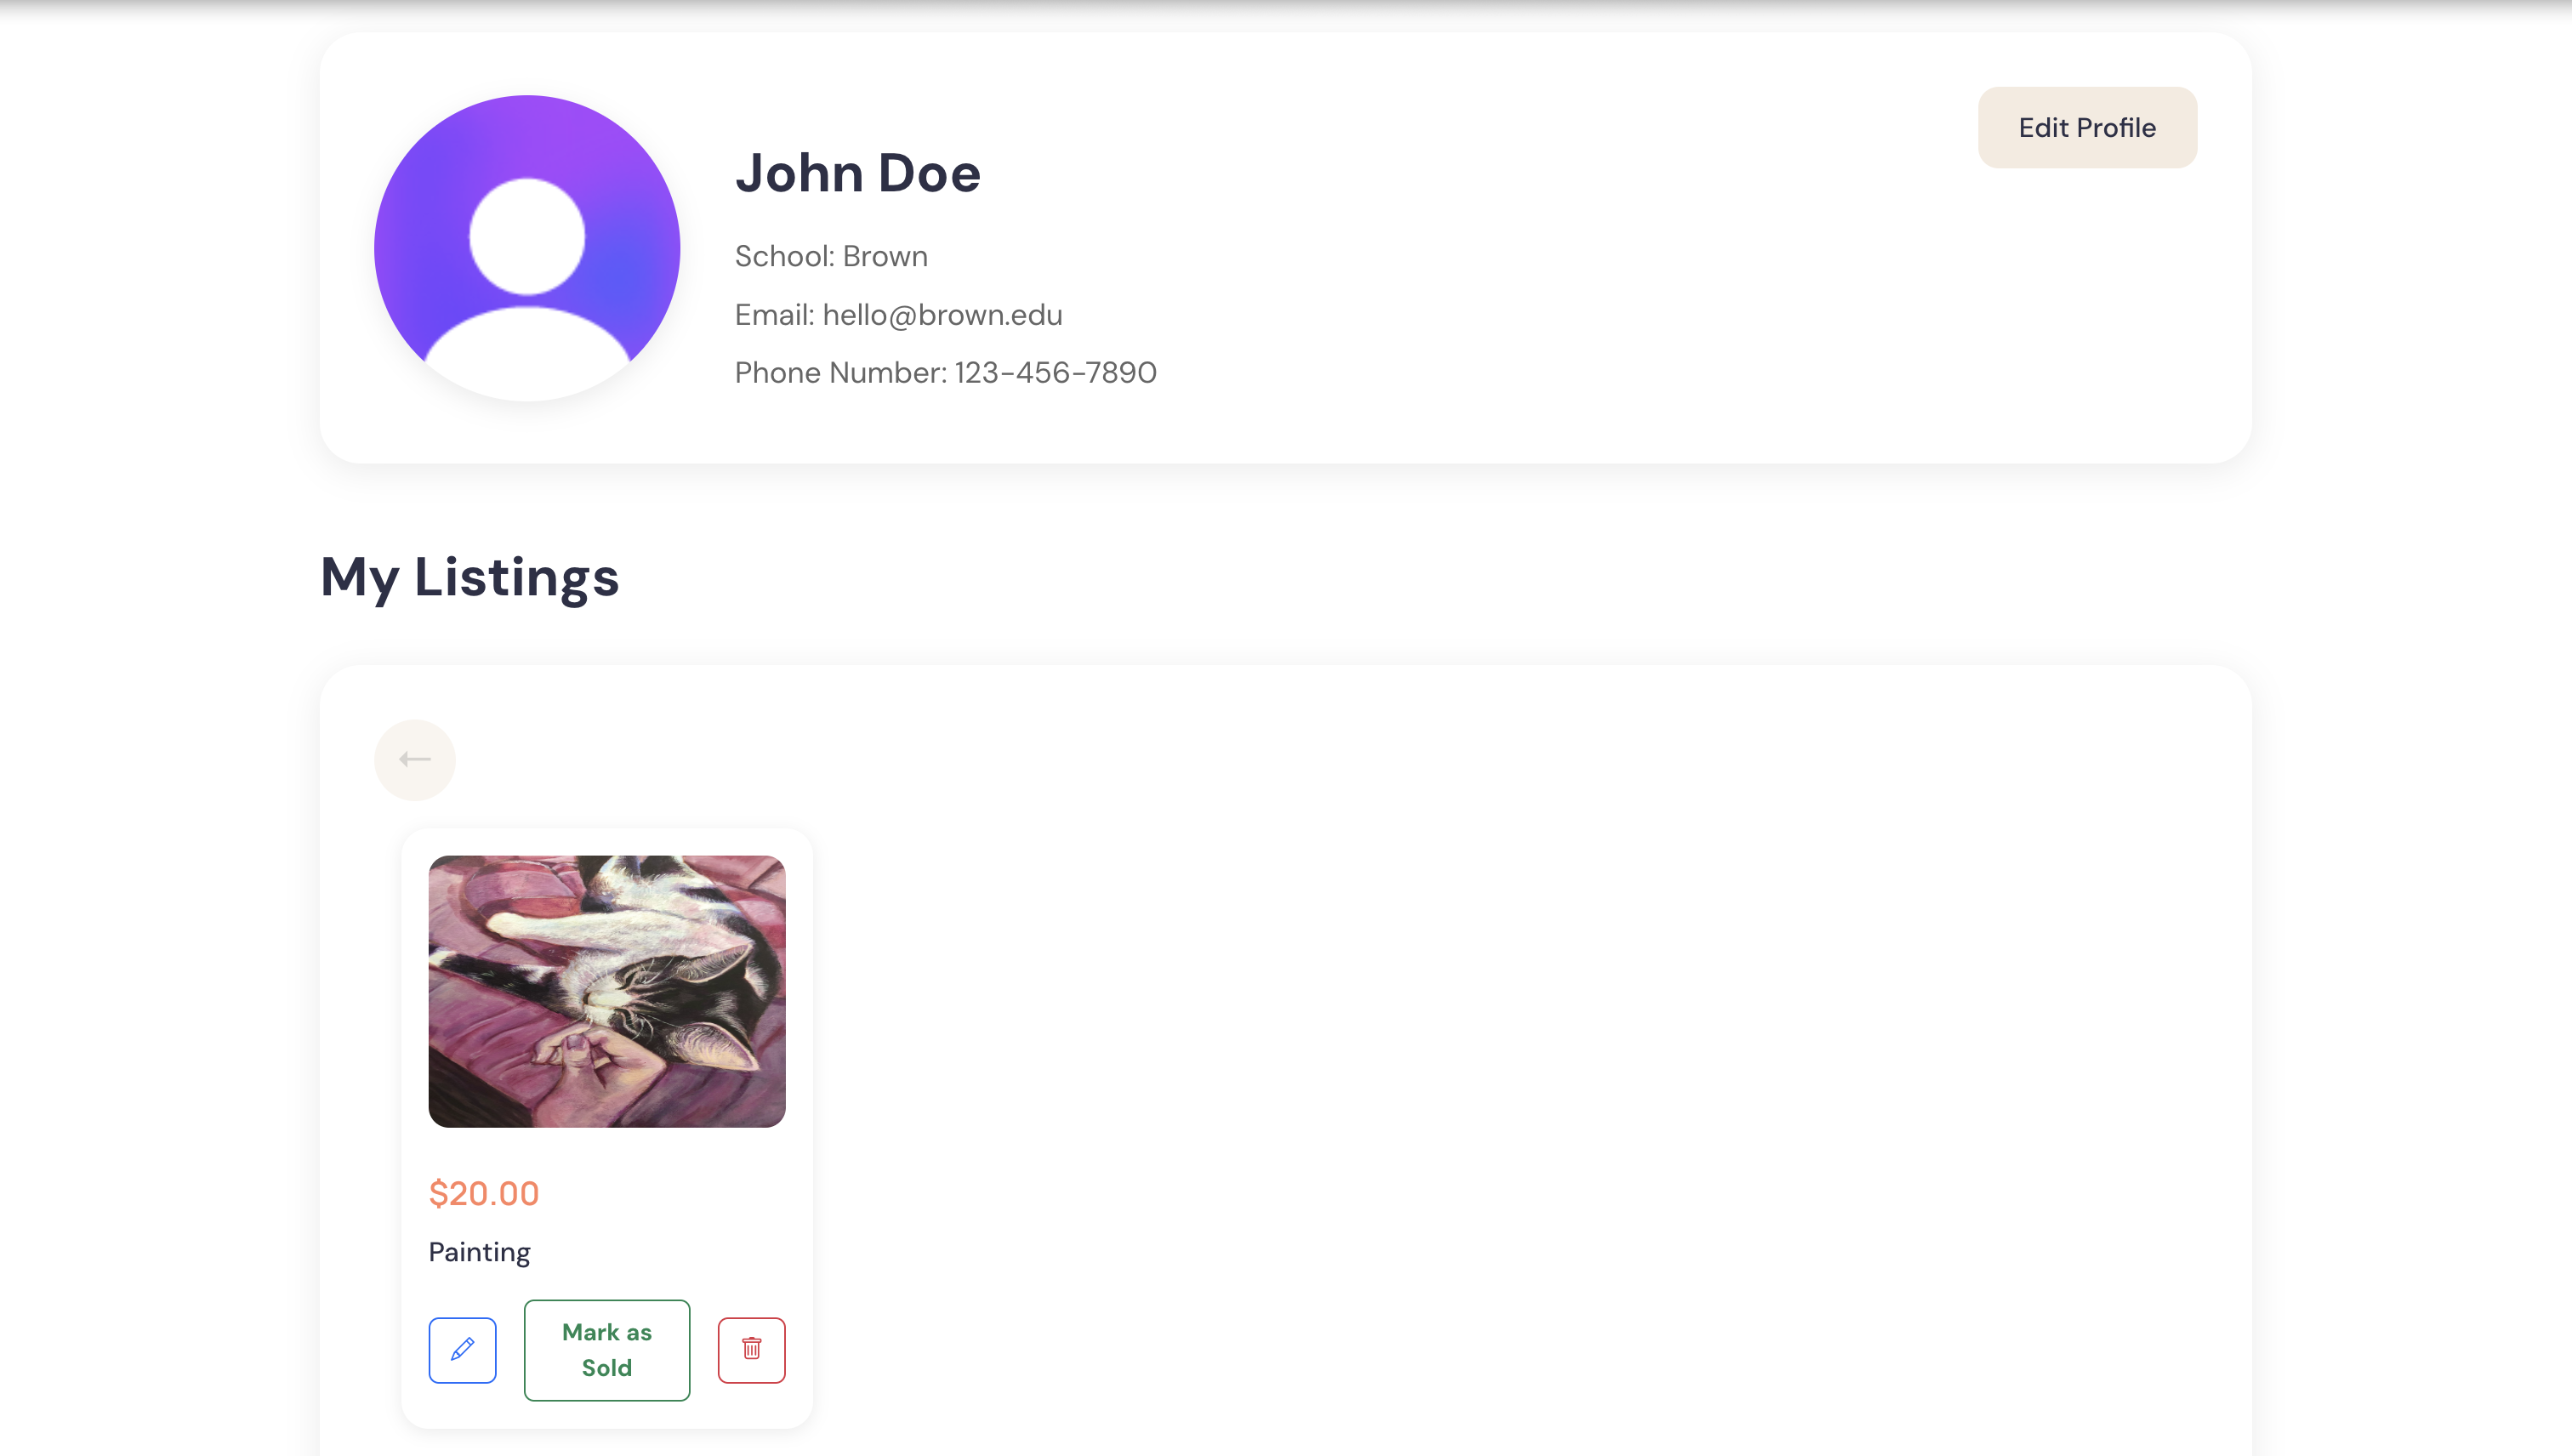 Edit Profile
John Doe
School: Brown
Email: hello@brown.edu
Phone Number: 123-456-7890
My Listings
$20.00
Painting
Mark as
Sold